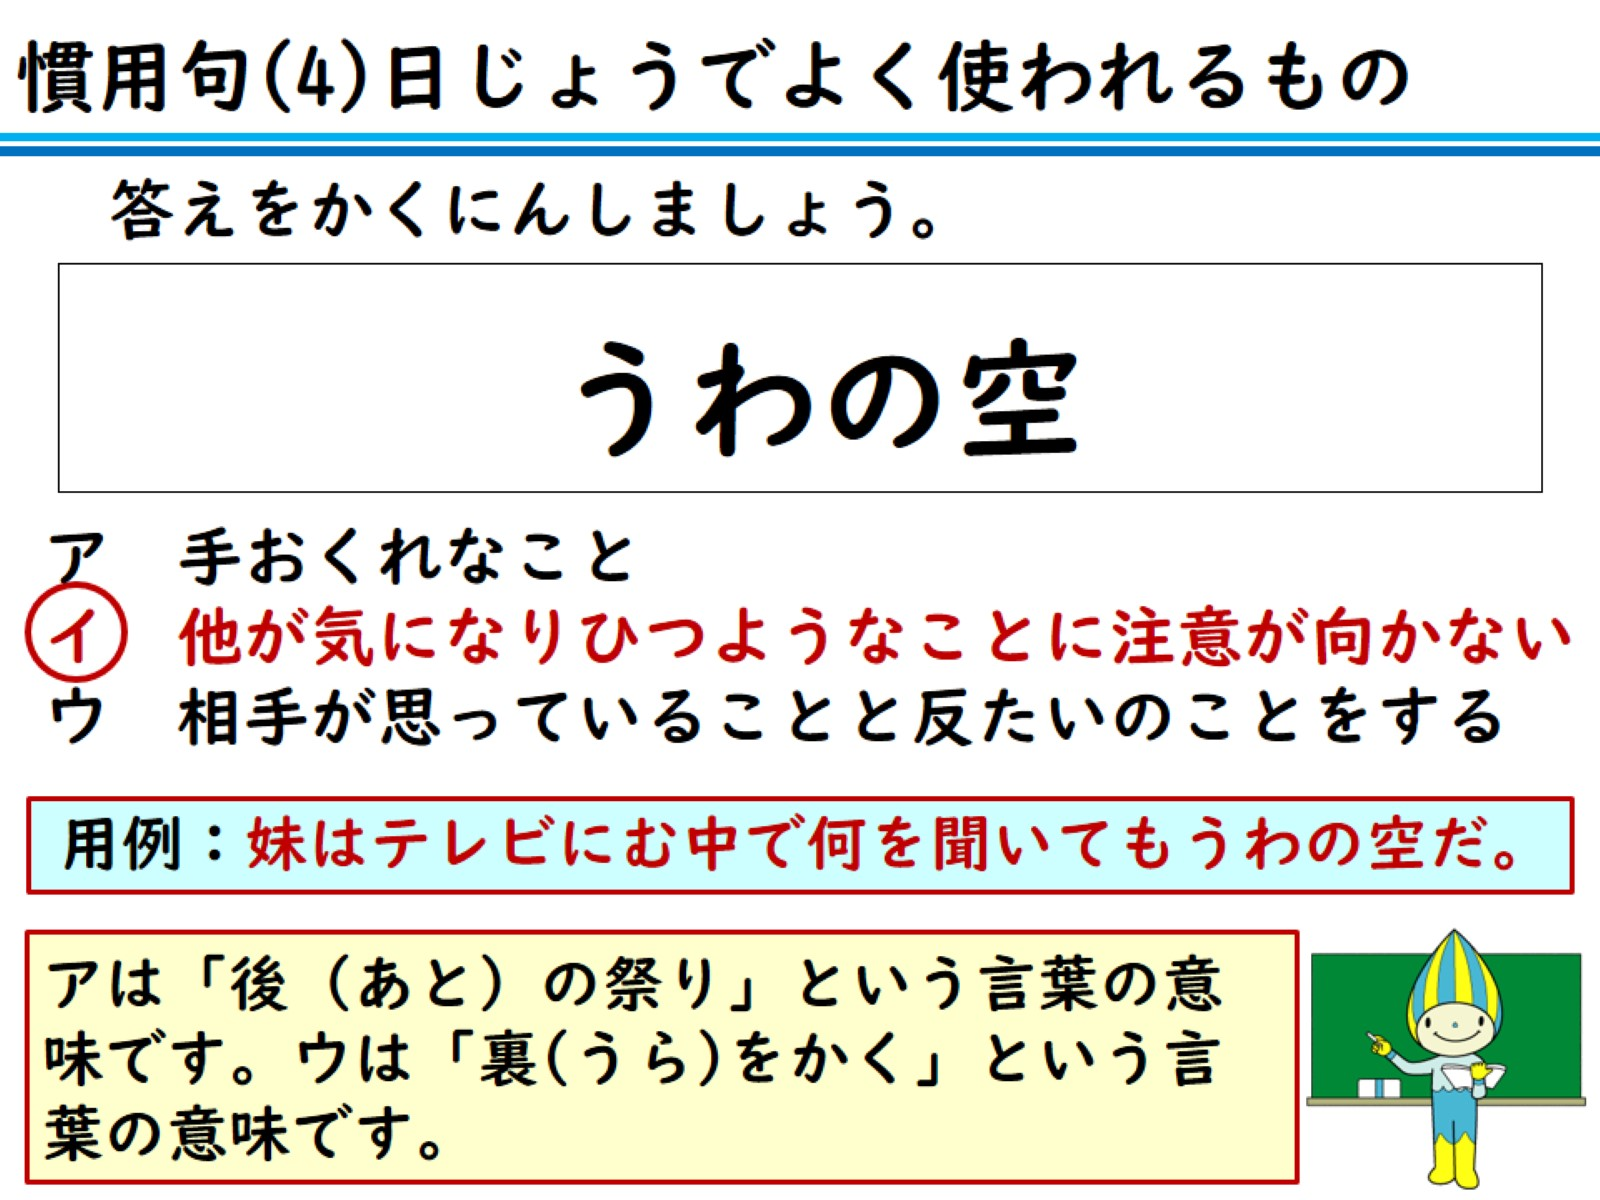 慣用句(4)日じょうでよく使われるもの
答えをかくにんしましょう。
うわの空
ア　手おくれなこと
イ　他が気になりひつようなことに注意が向かない
ウ　相手が思っていることと反たいのことをする
用例：妹はテレビにむ中で何を聞いてもうわの空だ。
アは「後（あと）の祭り」という言葉の意
味です。ウは「裏(うら)をかく」という言
葉の意味です。